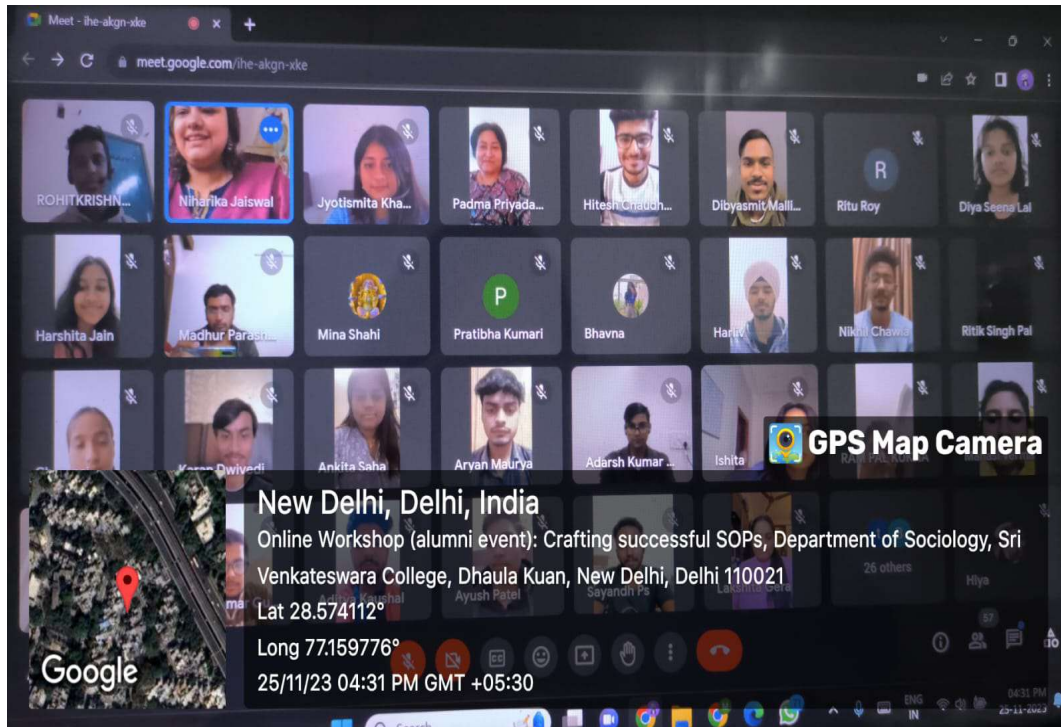 Meet - ihe-akgn-xke
meet.google.com/ihe-akgn-xke
ROHITKRISHN...
Niharika Jaiswal
Jyotismita Kha...
Padma Priyada...
Hitesh Chaudh...
Dibyasmit Malli...
R
Ritu Roy
Diya Seena Lal
Harshita Jain
Madhur Parash...
Mina Shahi
P
Pratibha Kumari
Bhavna
Nikhil Chawla
Ritik Singh Pal
Karan Dwivedi
Ankita Saha
Aryan Maurya
Adarsh Kumar ...
Ishita
GPS Map Camera
New Delhi, Delhi, India
Online Workshop (alumni event): Crafting successful SOPs, Department of Sociology, Sri
Venkateswara College, Dhaula Kuan, New Delhi, Delhi 110021
Lat 28.574112°
Long 77.159776°
25/11/23 04:31 PM GMT +05:30
Google
Aditya Kaushal
Ayush Patel
Sayandh Ps
Lakshita Gera
26 others
Hiya
57
04:31 PM
ENG
IN
25-11-2023